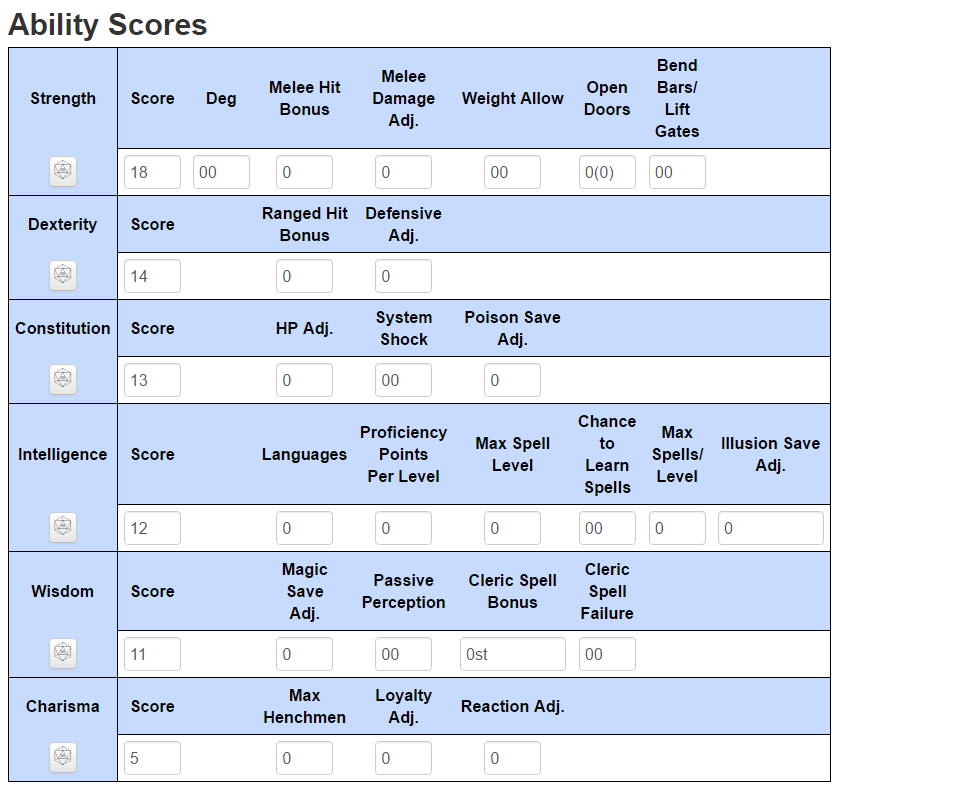 Ability Scores
Strength Score Deg Melee Hit Bonus Melee Damage Adj. Weight Allow Open Doors Bend Bars/ Lift Gates
18 00 0 0 00 0(0) 00
Dexterity Score Ranged Hit Bonus Defensive Adj.
14 0 0
Constitution Score HP Adj. System Shock Poison Save Adj.
13 0 00 0
Intelligence Score Languages Proficiency Points Per Level Max Spell Level Chance to Learn Spells Max Spells/ Level Illusion Save Adj.
12 0 0 0 00 0 0
Wisdom Score Magic Save Adj. Passive Perception Cleric Spell Bonus Cleric Spell Failure
11 0 00 0st 00
Charisma Score Max Henchmen Loyalty Adj. Reaction Adj.
5 0 0 0